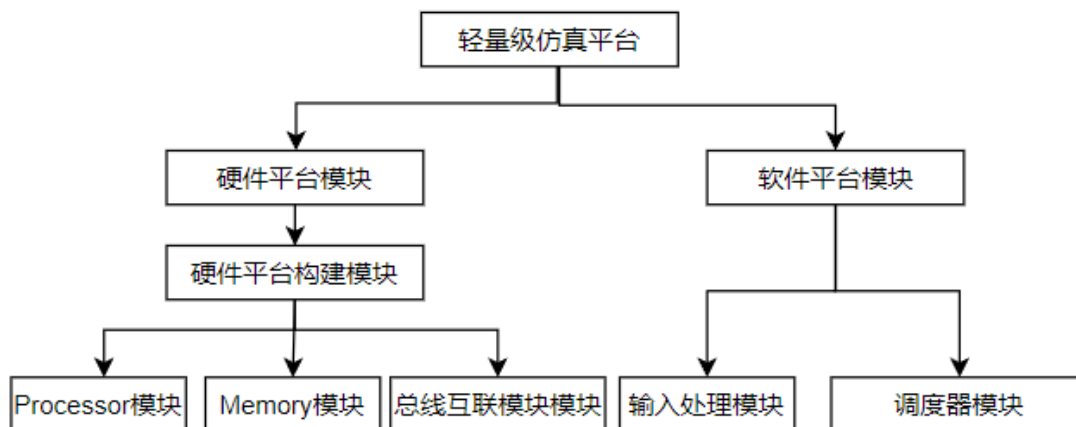 轻量级仿真平台
硬件平台模块
软件平台模块
硬件平台构建模块
Processor模块
Memory模块
总线互联模块模块
输入处理模块
调度器模块